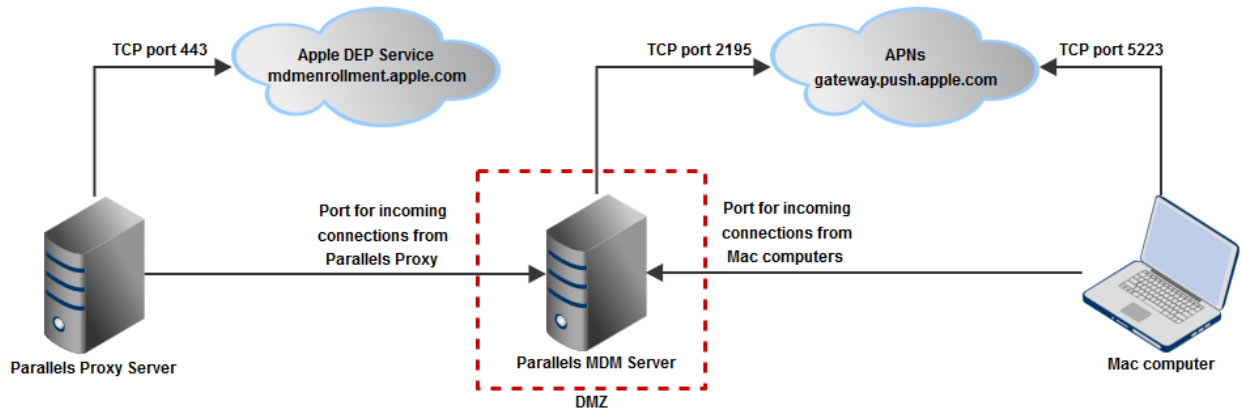 TCP port 443
Apple DEP Service
mdmenrollment.apple.com
TCP port 2195
APNs
gateway.push.apple.com
TCP port 5223
Port for incoming
connections from
Parallels Proxy
Port for incoming
connections from
Mac computers
Parallels Proxy Server
Parallels MDM Server
Mac computer
DMZ